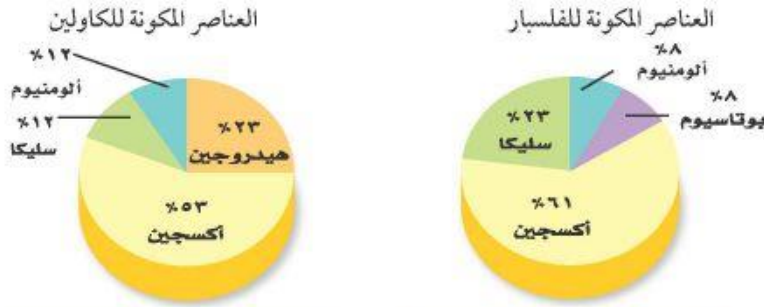 العناصر المكونة للفلسبار
٨٪
ألومنيوم
٨٪
بوتاسيوم
٢٣٪
سليكا
٦١٪
أكسجين
العناصر المكونة للكاولين
١٢٪
ألومنيوم
١٢٪
سليكا
٢٣٪
هيدروجين
٥٣٪
أكسجين